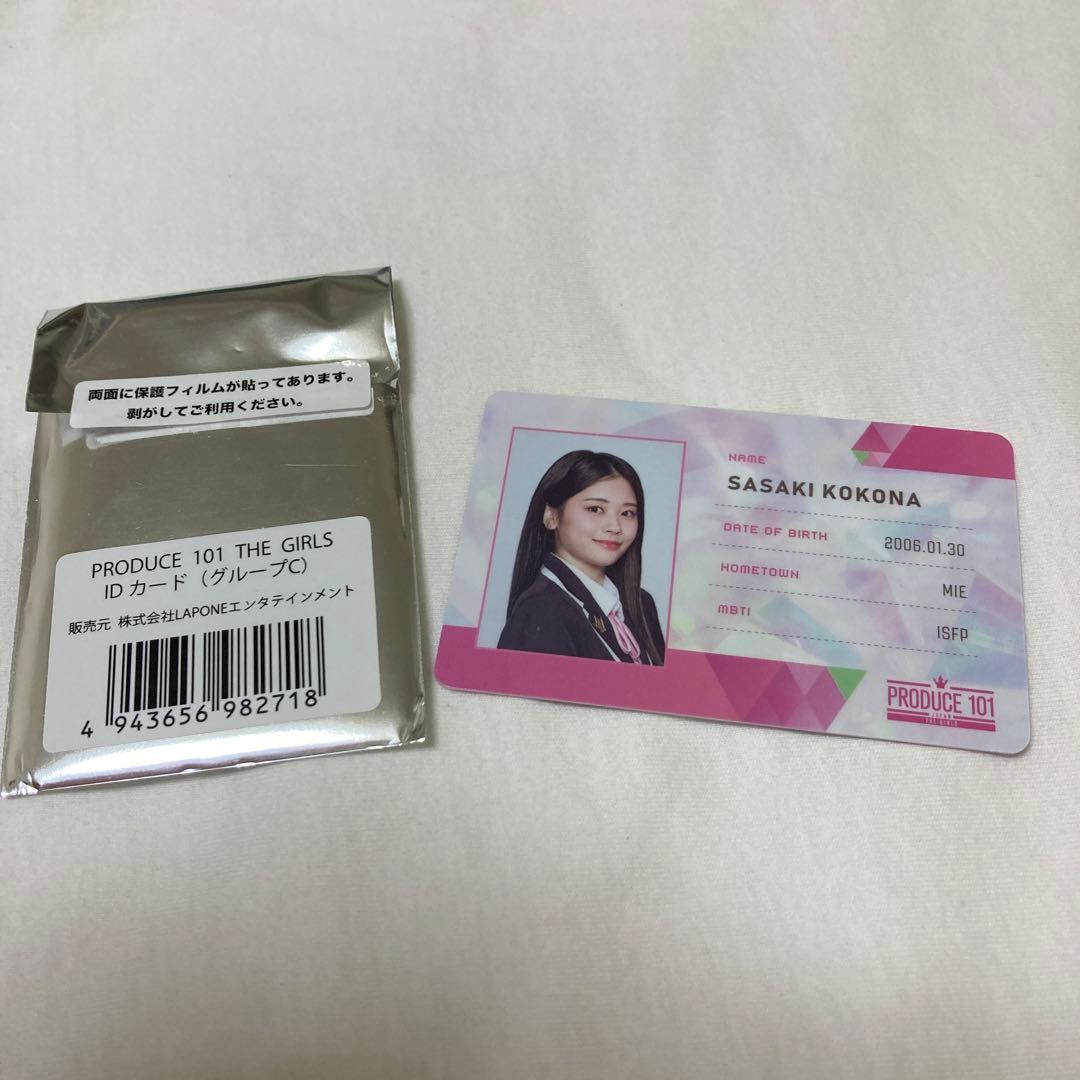 両面に保護フィルムが貼ってあります。
剥がしてご利用ください。
PRODUCE 101 THE GIRLS
ID カード（グループC）
販売元 株式会社LAPONEエンタテインメント
4 943656 982718
NAME
SASAKI KOKONA
DATE OF BIRTH
2006.01.30
HOMETOWN
MIE
MBTI
ISFP
PRODUCE 101
JAPAN
THE GIRLS